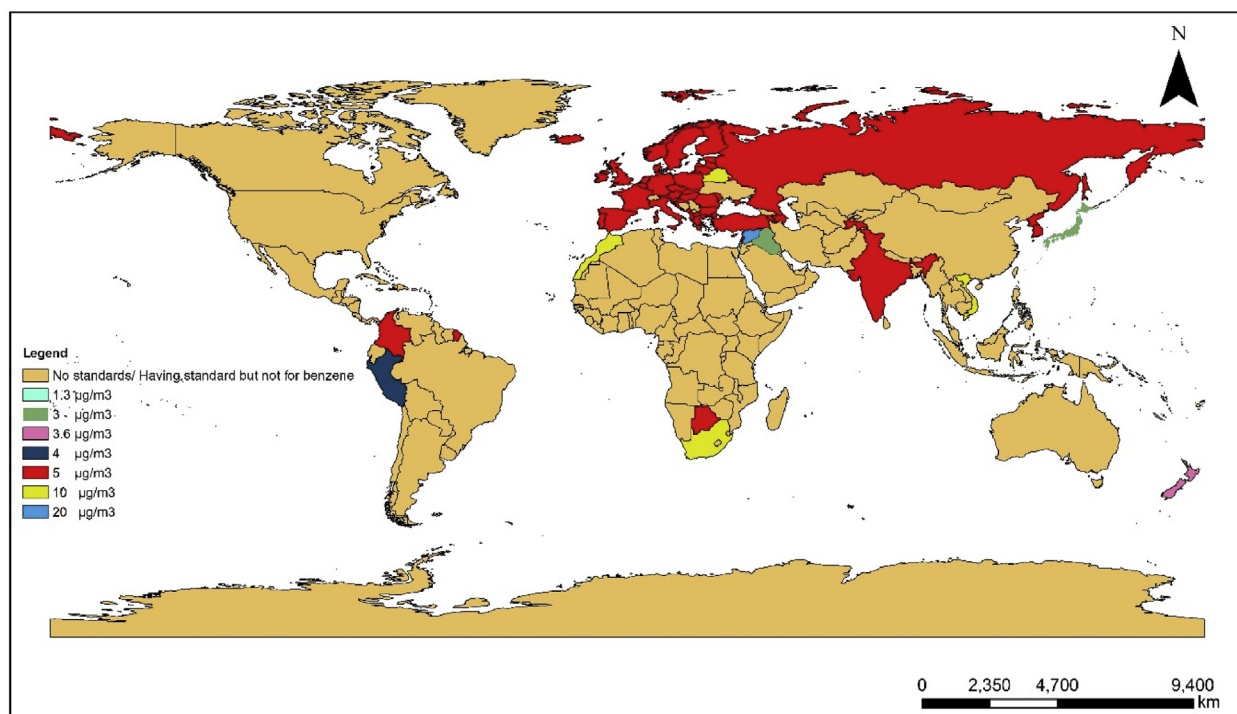 N
Legend
No standards/ Having,standard but not for benzene
1.3 µg/m3
3 µg/m3
3.6 µg/m3
4 µg/m3
5 µg/m3
10 µg/m3
20 µg/m3
0 2,350 4,700 9,400
km